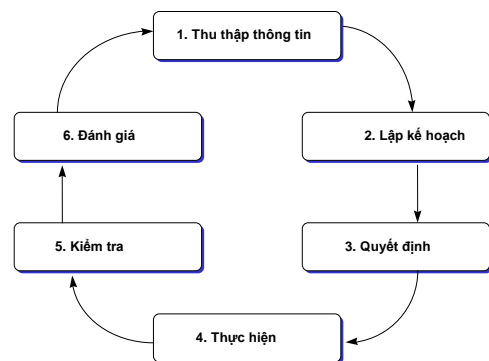 1. Thu thập thông tin
2. Lập kế hoạch
3. Quyết định
4. Thực hiện
5. Kiểm tra
6. Đánh giá